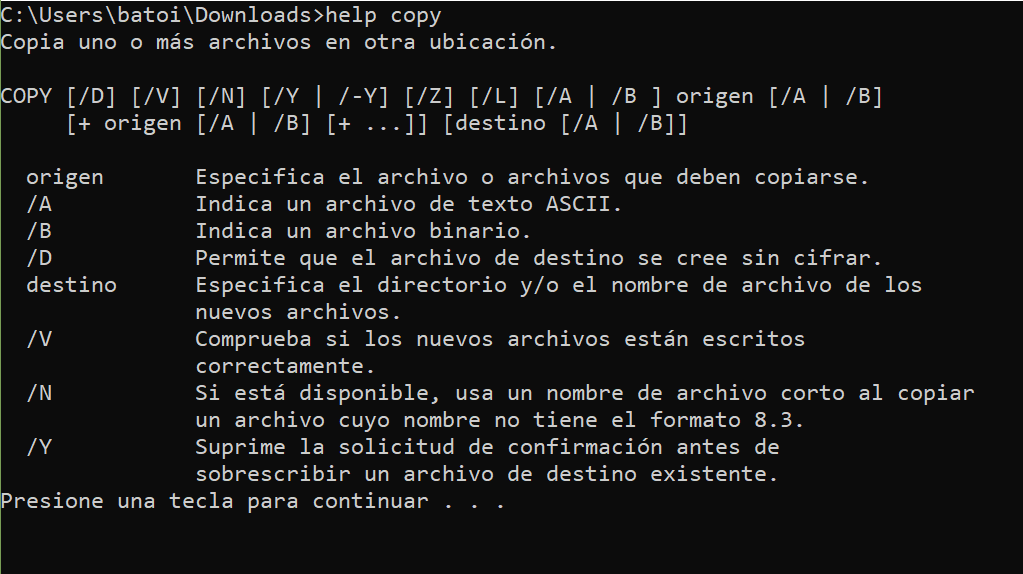 C:\Users\batoi\Downloads>help copy
Copia uno o más archivos en otra ubicación.

COPY [/D] [/V] [/N] [/Y | /-Y] [/Z] [/L] [/A | /B ] origen [/A | /B]
     [+ origen [/A | /B] [+ ...]] [destino [/A | /B]]

  origen       Especifica el archivo o archivos que deben copiarse.
  /A           Indica un archivo de texto ASCII.
  /B           Indica un archivo binario.
  /D           Permite que el archivo de destino se cree sin cifrar.
  destino      Especifica el directorio y/o el nombre de archivo de los
               nuevos archivos.
  /V           Comprueba si los nuevos archivos están escritos
               correctamente.
  /N           Si está disponible, usa un nombre de archivo corto al copiar
               un archivo cuyo nombre no tiene el formato 8.3.
  /Y           Suprime la solicitud de confirmación antes de
               sobrescribir un archivo de destino existente.
Presione una tecla para continuar . . .